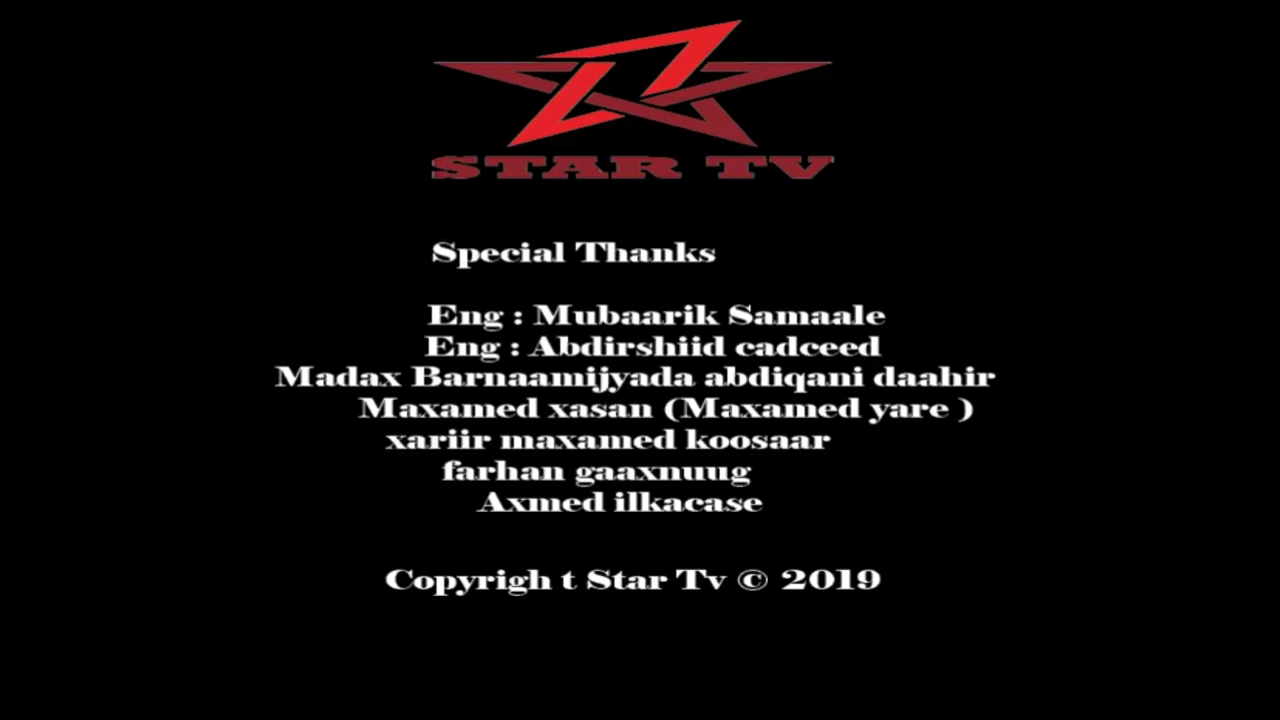 STAR TV
Special Thanks
Eng : Mubaarik Samaale
Eng : Abdirshiid cadceed
Madax Barnaamijyada abdiqani daahir
Maxamed xasan (Maxamed yare )
xariir maxamed koosaar
farhan gaaxnuug
Axmed ilkacase
Copyrigh t Star Tv © 2019